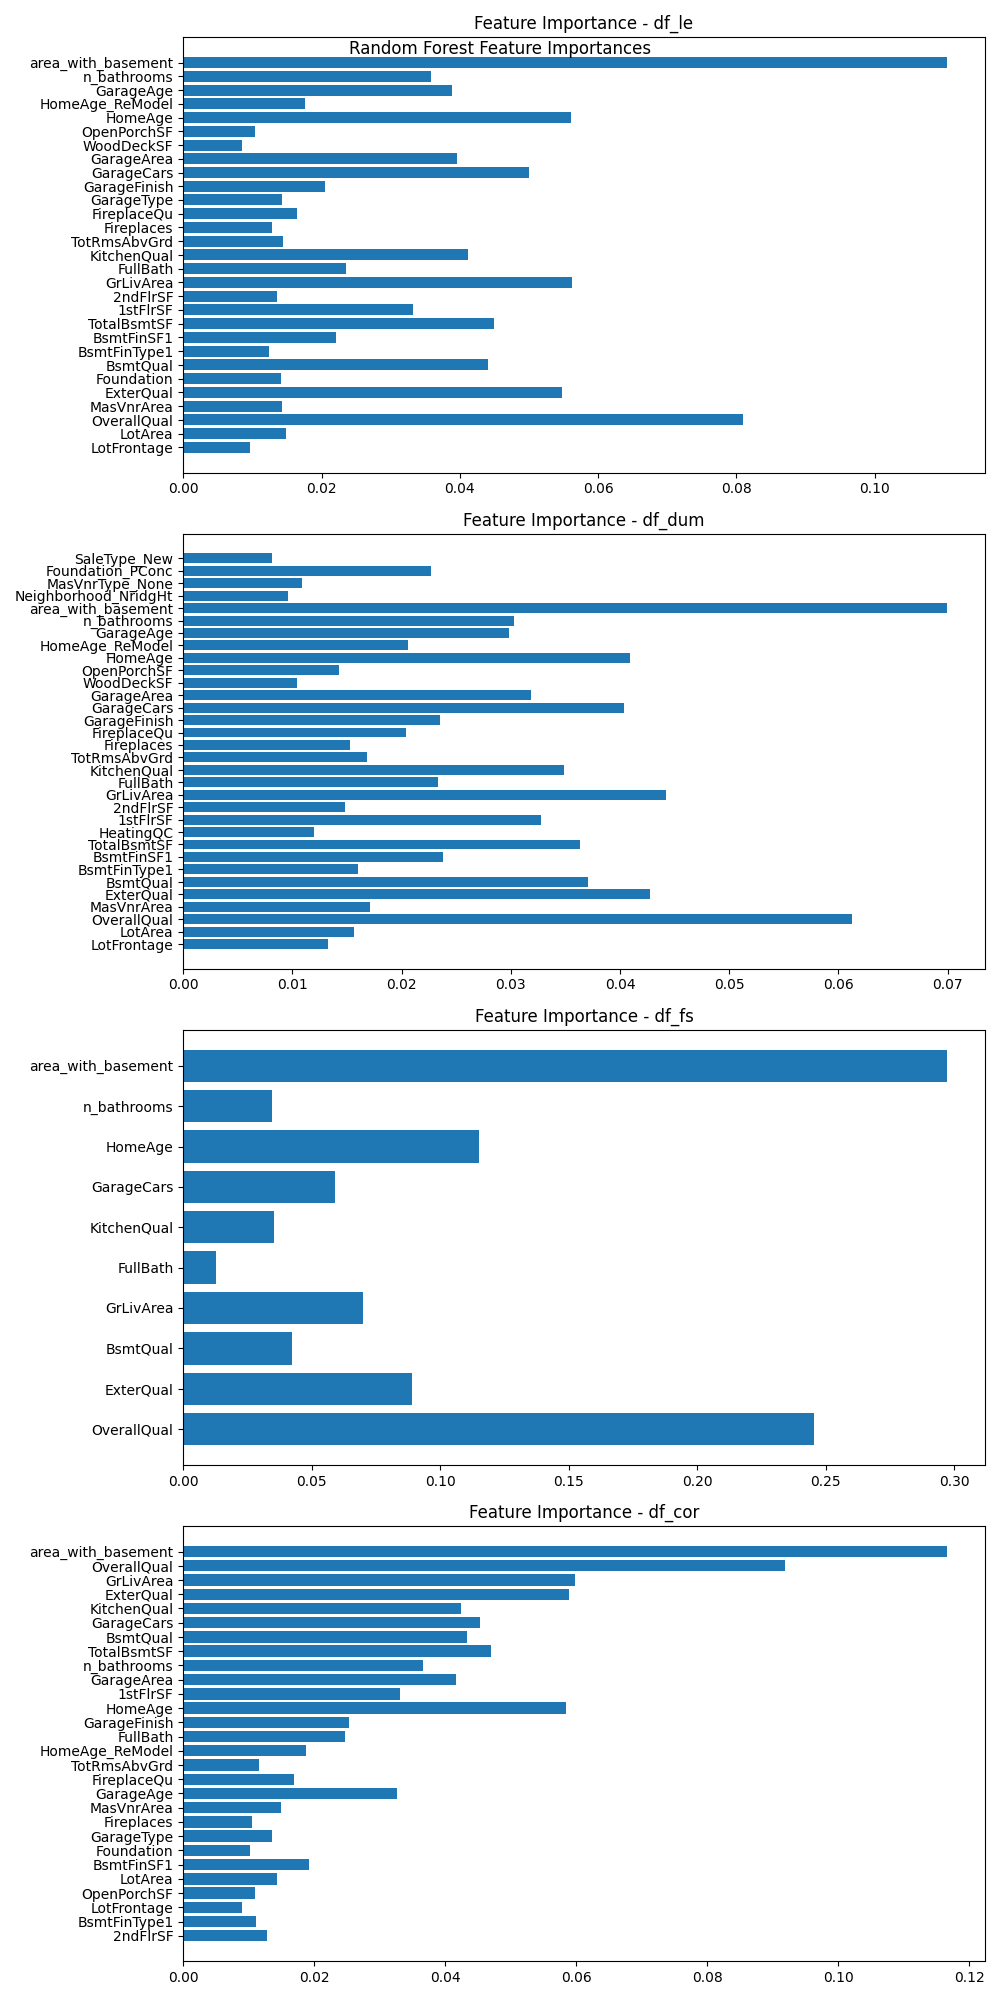 Feature Importance - df_le
Random Forest Feature Importances
area_with_basement
n_bathrooms
GarageAge
HomeAge_ReModel
HomeAge
OpenPorchSF
WoodDeckSF
GarageArea
GarageCars
GarageFinish
GarageType
FireplaceQu
Fireplaces
TotRmsAbvGrd
KitchenQual
FullBath
GrLivArea
2ndFlrSF
1stFlrSF
TotalBsmtSF
BsmtFinSF1
BsmtFinType1
BsmtQual
Foundation
ExterQual
MasVnrArea
OverallQual
LotArea
LotFrontage
0.00 0.02 0.04 0.06 0.08 0.10
Feature Importance - df_dum
SaleType_New
Foundation_PConc
MasVnrType_None
Neighborhood_NridgHt
area_with_basement
n_bathrooms
GarageAge
HomeAge_ReModel
HomeAge
OpenPorchSF
WoodDeckSF
GarageArea
GarageCars
GarageFinish
FireplaceQu
Fireplaces
TotRmsAbvGrd
KitchenQual
FullBath
GrLivArea
2ndFlrSF
1stFlrSF
HeatingQC
TotalBsmtSF
BsmtFinSF1
BsmtFinType1
BsmtQual
ExterQual
MasVnrArea
OverallQual
LotArea
LotFrontage
0.00 0.01 0.02 0.03 0.04 0.05 0.06 0.07
Feature Importance - df_fs
area_with_basement
n_bathrooms
HomeAge
GarageCars
KitchenQual
FullBath
GrLivArea
BsmtQual
ExterQual
OverallQual
0.00 0.05 0.10 0.15 0.20 0.25 0.30
Feature Importance - df_cor
area_with_basement
OverallQual
GrLivArea
ExterQual
KitchenQual
GarageCars
BsmtQual
TotalBsmtSF
n_bathrooms
GarageArea
1stFlrSF
HomeAge
GarageFinish
FullBath
HomeAge_ReModel
TotRmsAbvGrd
FireplaceQu
GarageAge
MasVnrArea
Fireplaces
GarageType
Foundation
BsmtFinSF1
LotArea
OpenPorchSF
LotFrontage
BsmtFinType1
2ndFlrSF
0.00 0.02 0.04 0.06 0.08 0.10 0.12